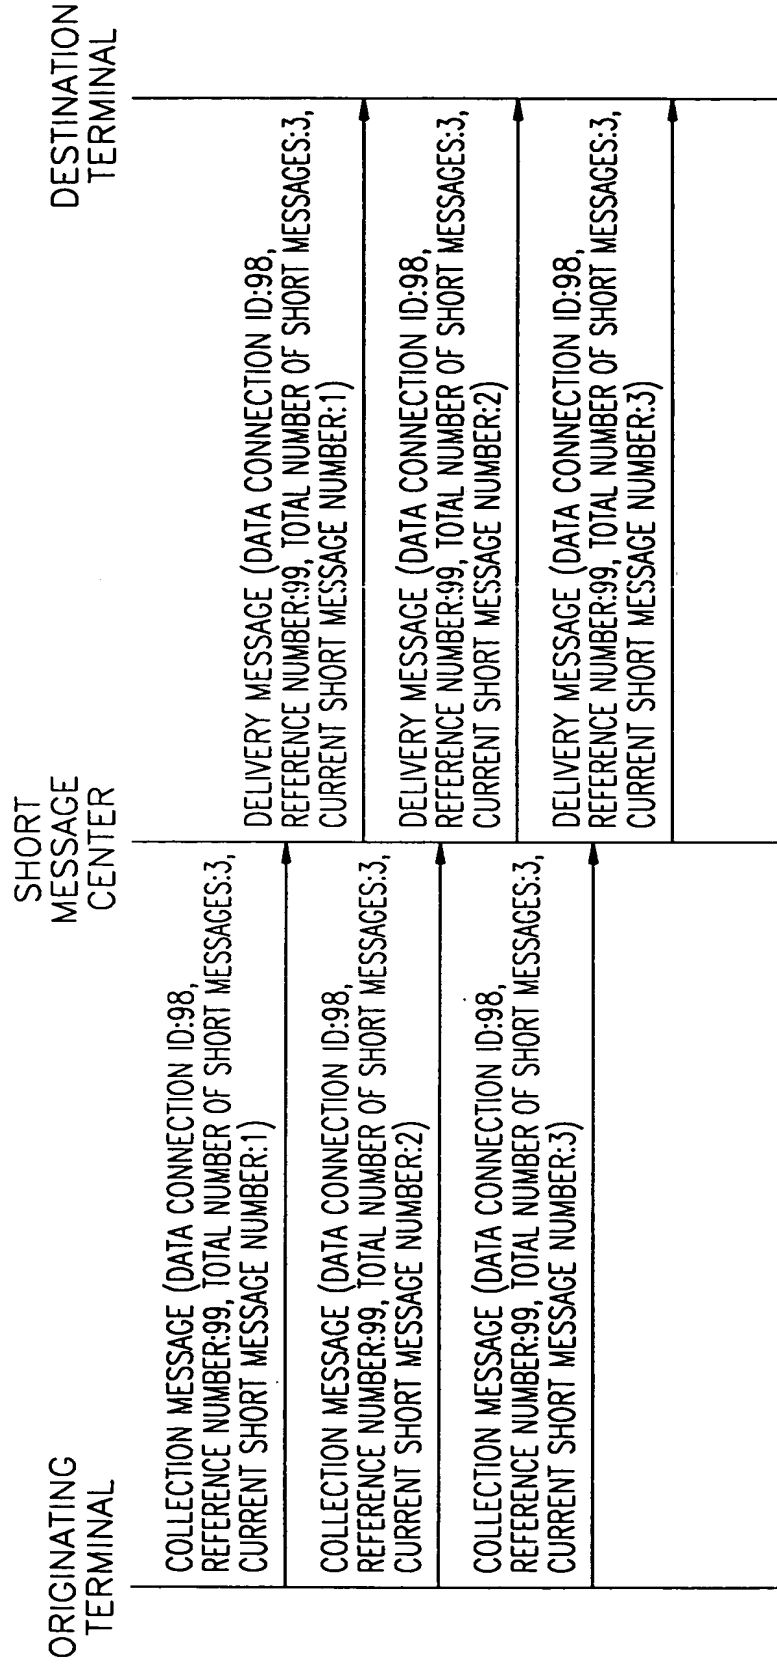 ORIGINATING
TERMINAL
SHORT
MESSAGE
CENTER
DESTINATION
TERMINAL
COLLECTION MESSAGE (DATA CONNECTION ID:98,
REFERENCE NUMBER:99, TOTAL NUMBER OF SHORT MESSAGES:3,
CURRENT SHORT MESSAGE NUMBER:1)
DELIVERY MESSAGE (DATA CONNECTION ID:98,
REFERENCE NUMBER:99, TOTAL NUMBER OF SHORT MESSAGES:3,
CURRENT SHORT MESSAGE NUMBER:1)
COLLECTION MESSAGE (DATA CONNECTION ID:98,
REFERENCE NUMBER:99, TOTAL NUMBER OF SHORT MESSAGES:3,
CURRENT SHORT MESSAGE NUMBER:2)
DELIVERY MESSAGE (DATA CONNECTION ID:98,
REFERENCE NUMBER:99, TOTAL NUMBER OF SHORT MESSAGES:3,
CURRENT SHORT MESSAGE NUMBER:2)
COLLECTION MESSAGE (DATA CONNECTION ID:98,
REFERENCE NUMBER:99, TOTAL NUMBER OF SHORT MESSAGES:3,
CURRENT SHORT MESSAGE NUMBER:3)
DELIVERY MESSAGE (DATA CONNECTION ID:98,
REFERENCE NUMBER:99, TOTAL NUMBER OF SHORT MESSAGES:3,
CURRENT SHORT MESSAGE NUMBER:3)